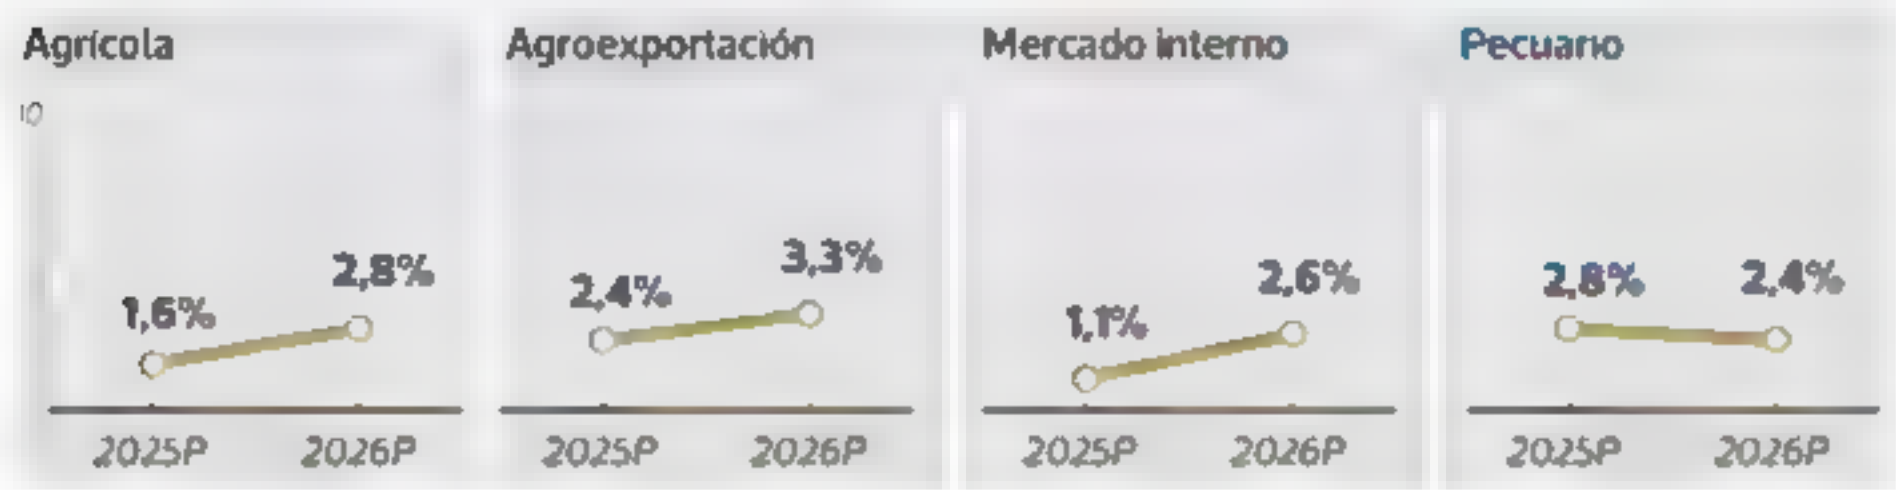 Agrícola
10
1,6%
2,8%
2025P
2026P
Agroexportación
2,4%
3,3%
2025P
2026P
Mercado interno
1,1%
2,6%
2025P
2026P
Pecuario
2,8%
2,4%
2025P
2026P